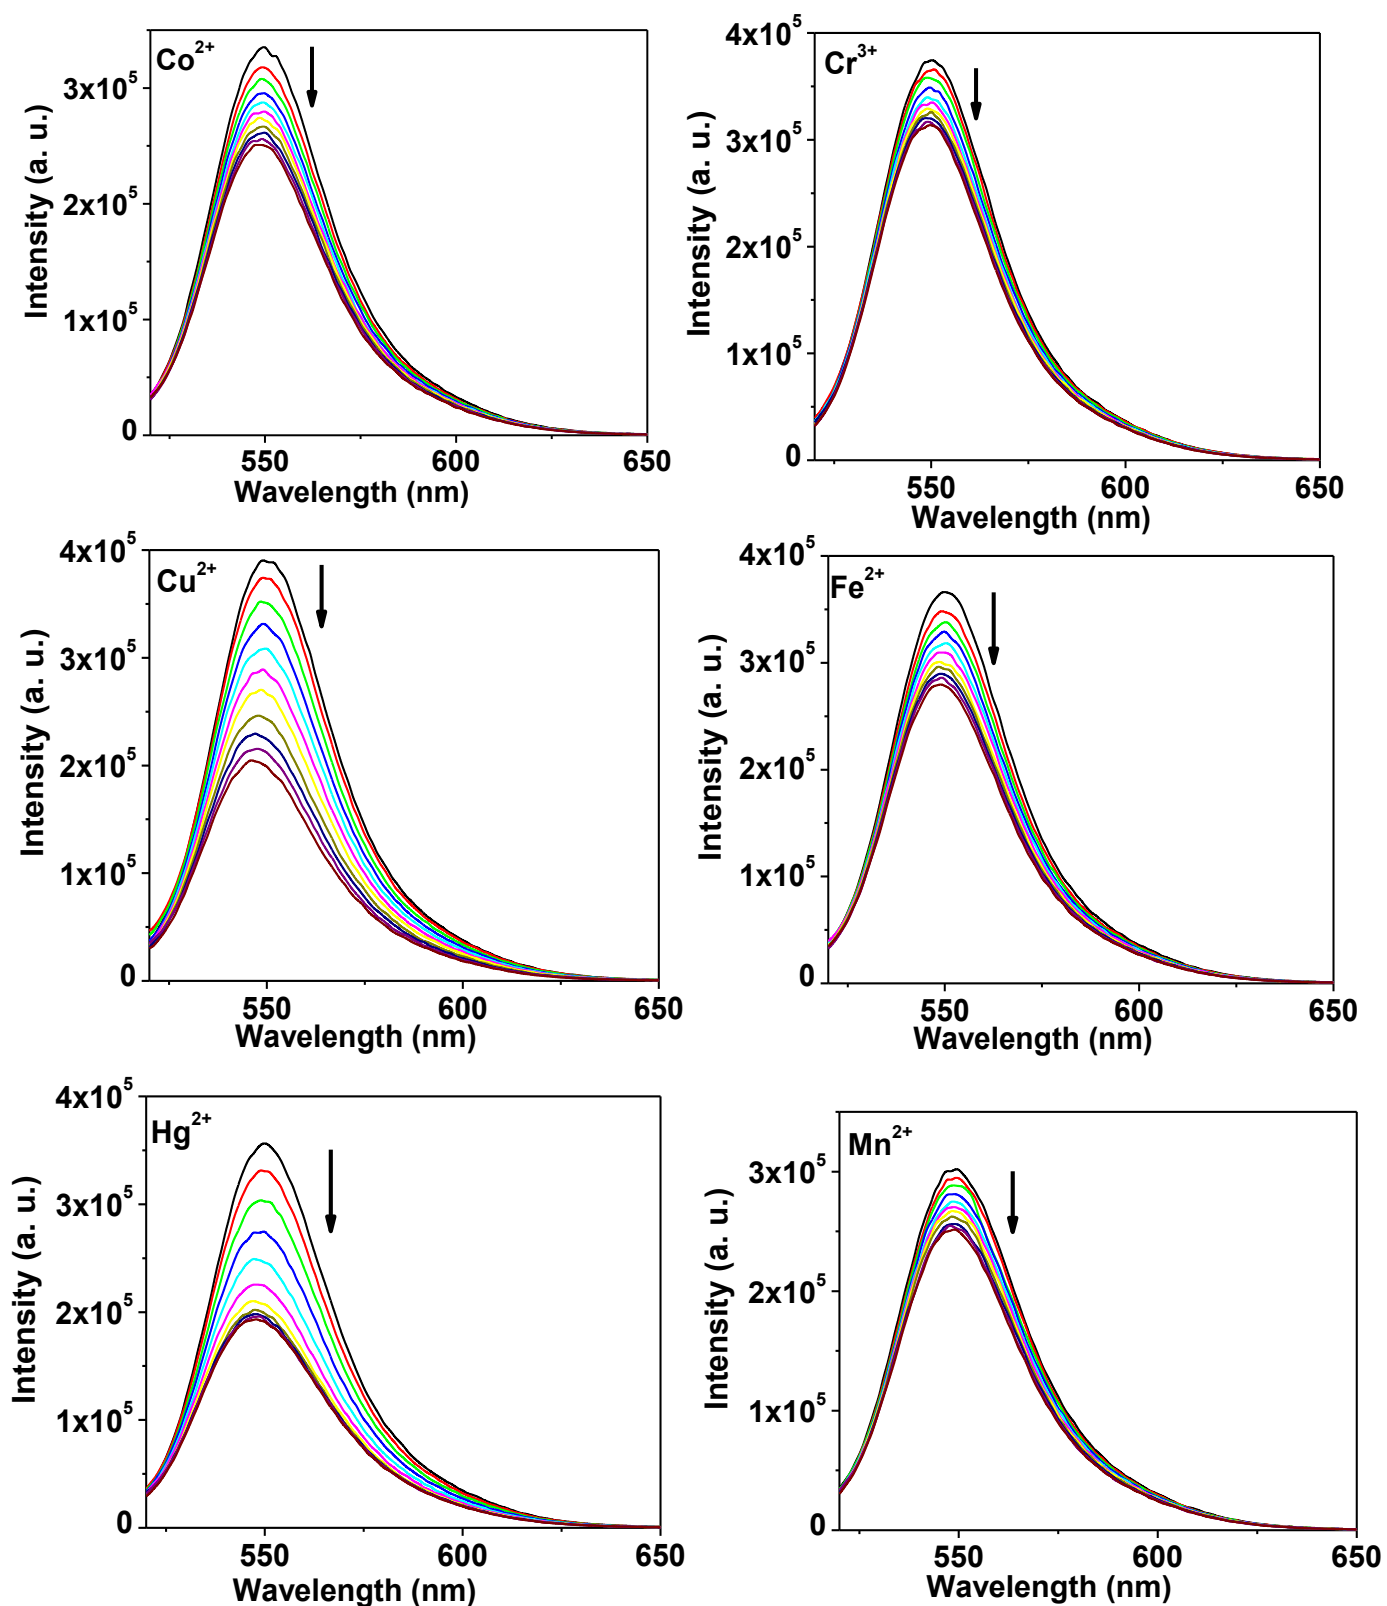 Co²⁺
Intensity (a. u.)
3x10⁵
2x10⁵
1x10⁵
0
550
600
650
Wavelength (nm)
Cr³⁺
Intensity (a. u.)
4x10⁵
3x10⁵
2x10⁵
1x10⁵
0
550
600
650
Wavelength (nm)
Cu²⁺
Intensity (a. u.)
4x10⁵
3x10⁵
2x10⁵
1x10⁵
0
550
600
650
Wavelength (nm)
Fe²⁺
Intensity (a. u.)
4x10⁵
3x10⁵
2x10⁵
1x10⁵
0
550
600
650
Wavelength (nm)
Hg²⁺
Intensity (a. u.)
4x10⁵
3x10⁵
2x10⁵
1x10⁵
0
550
600
650
Wavelength (nm)
Mn²⁺
Intensity (a. u.)
3x10⁵
2x10⁵
1x10⁵
0
550
600
650
Wavelength (nm)